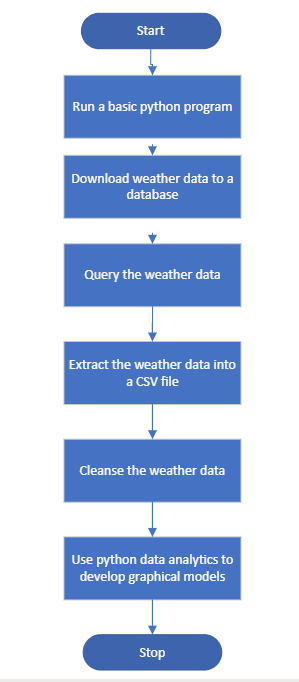 Start
Run a basic python program
Download weather data to a
database
Query the weather data
Extract the weather data into
a CSV file
Cleanse the weather data
Use python data analytics to
develop graphical models
Stop